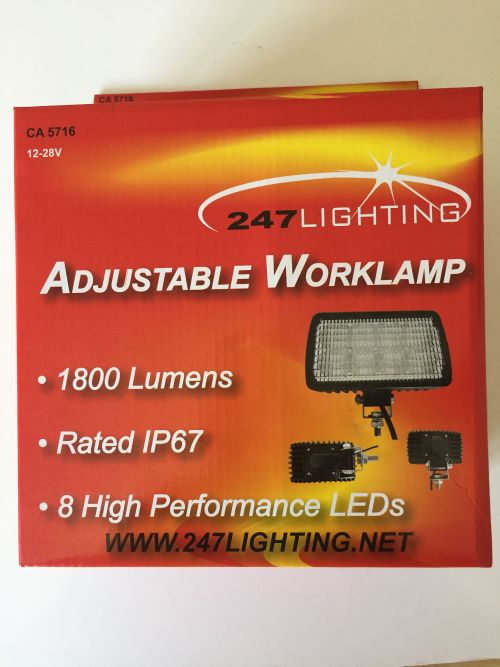 CA 5716
CA 5716
12-28V
247LIGHTING
ADJUSTABLE WORKLAMP
• 1800 Lumens
• Rated IP67
• 8 High Performance LEDs
WWW.247LIGHTING.NET